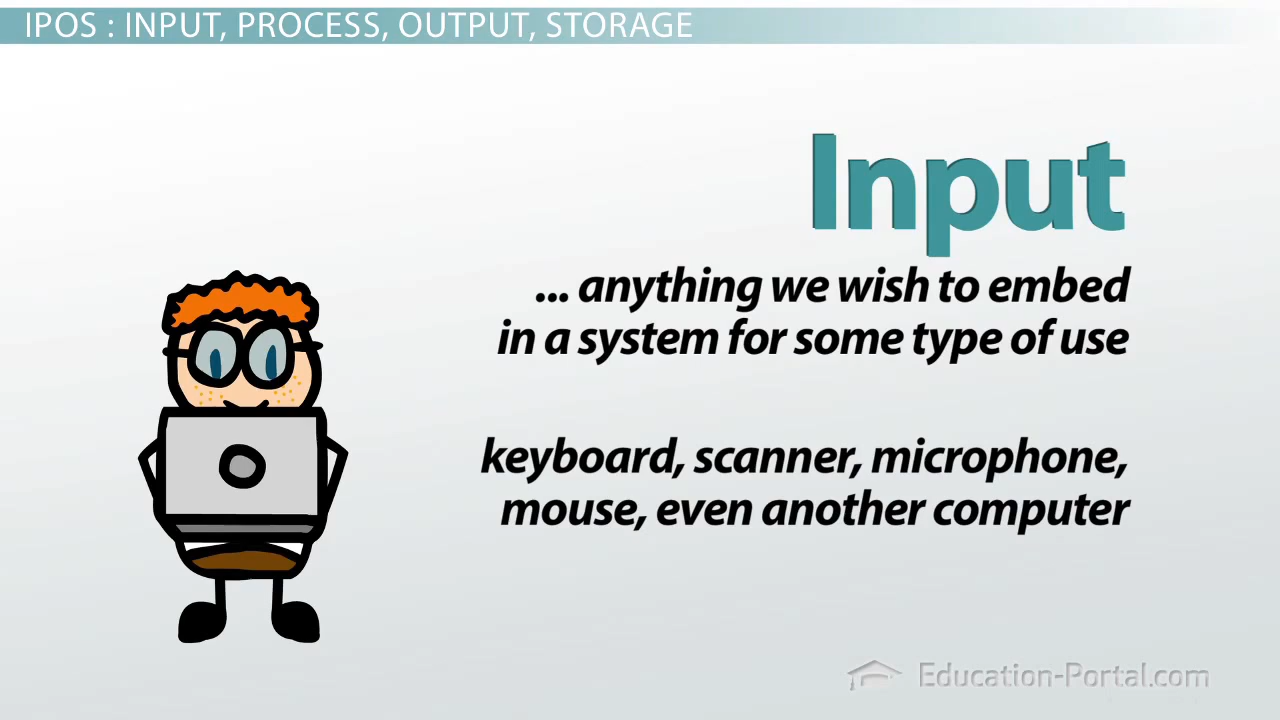 IPOS : INPUT, PROCESS, OUTPUT, STORAGE
Input
... anything we wish to embed
in a system for some type of use
keyboard, scanner, microphone,
mouse, even another computer
Education-Portal.com